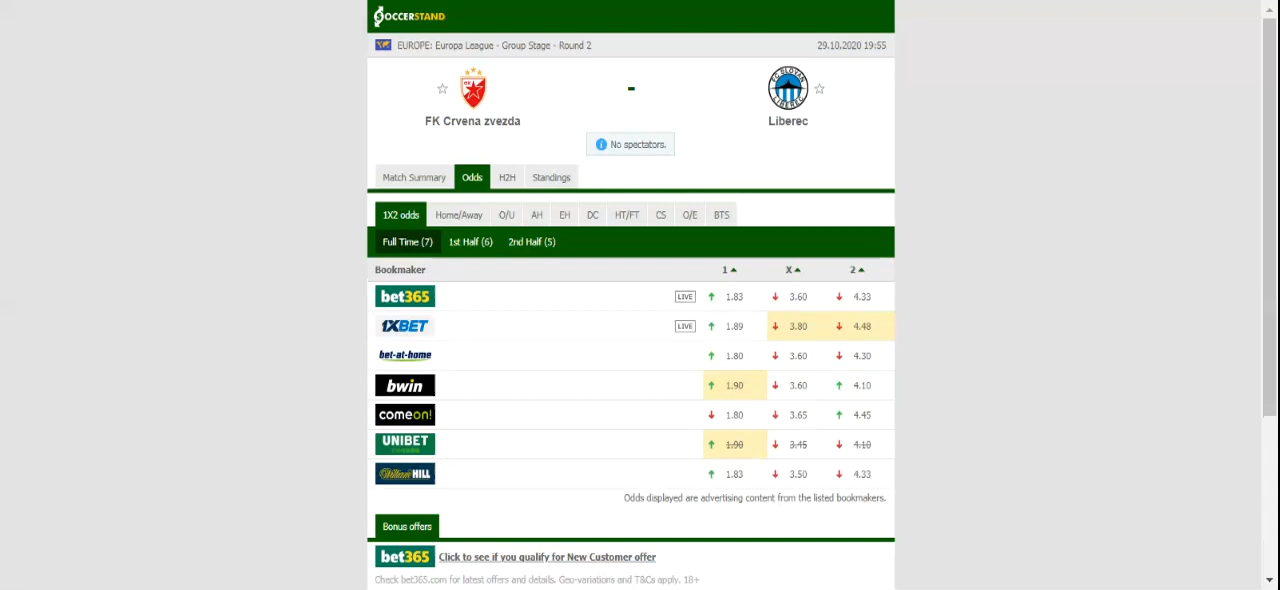 SOCCERSTAND
EUROPE: Europa League - Group Stage - Round 2 29.10.2020 19:55
-
FK Crvena zvezda Liberec
No spectators.
Match Summary Odds H2H Standings
1X2 odds Home/Away O/U AH EH DC HT/FT CS O/E BTS
Full Time (7) 1st Half (6) 2nd Half (5)
Bookmaker 1 X 2
bet365 LIVE 1.83 3.60 4.33
1XBET LIVE 1.89 3.80 4.48
bet-at-home 1.80 3.60 4.30
bwin 1.90 3.60 4.10
comeon! 1.80 3.65 4.45
UNIBET 1.90 3.45 4.10
William HILL 1.83 3.50 4.33
Odds displayed are advertising content from the listed bookmakers.
Bonus offers
bet365 Click to see if you qualify for New Customer offer
Check bet365.com for latest offers and details. Geo-variations and T&Cs apply. 18+